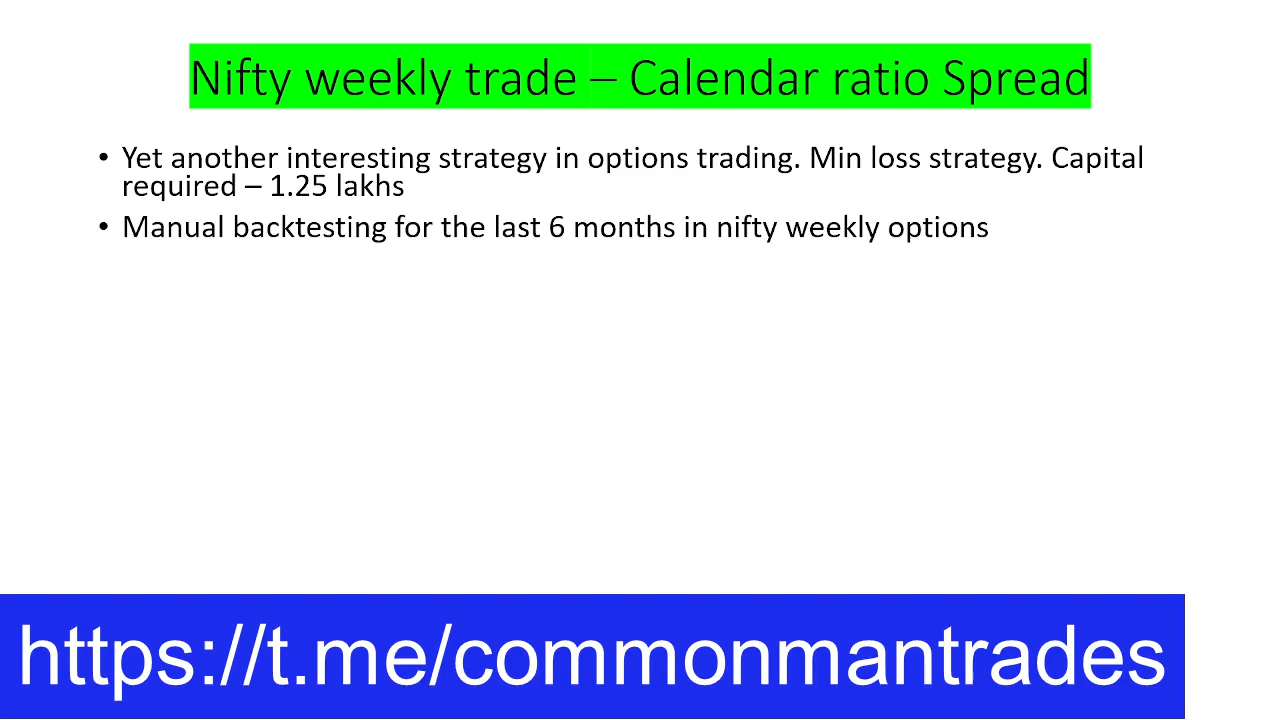 Nifty weekly trade – Calendar ratio Spread
• Yet another interesting strategy in options trading. Min loss strategy. Capital
required – 1.25 lakhs
• Manual backtesting for the last 6 months in nifty weekly options
https://t.me/commonmantrades